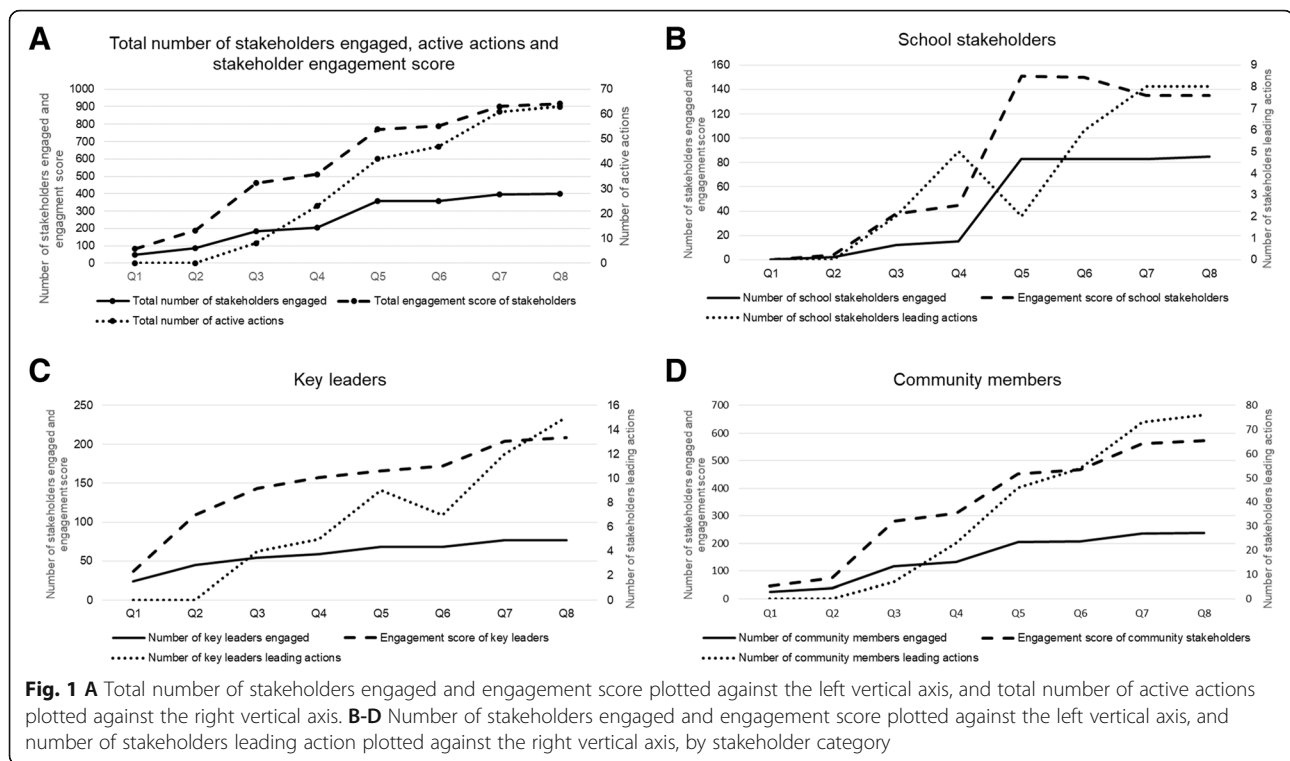 A
Total number of stakeholders engaged, active actions and
stakeholder engagement score
Number of stakeholders engaged and
engagment score
1000
900
800
700
600
500
400
300
200
100
0
70
60
50
40
30
20
10
0
Number of active actions
Q1 Q2 Q3 Q4 Q5 Q6 Q7 Q8
Total number of stakeholders engaged
Total engagement score of stakeholders
Total number of active actions
B
School stakeholders
Number of stakeholders engaged and
engagement score
160
140
120
100
80
60
40
20
0
9
8
7
6
5
4
3
2
1
0
Number of stakeholders leading actions
Q1 Q2 Q3 Q4 Q5 Q6 Q7 Q8
Number of school stakeholders engaged
Engagement score of school stakeholders
Number of school stakeholders leading actions
C
Key leaders
Number of stakeholders engaged and
engagement score
250
200
150
100
50
0
16
14
12
10
8
6
4
2
0
Number of stakeholders leading actions
Q1 Q2 Q3 Q4 Q5 Q6 Q7 Q8
Number of key leaders engaged
Engagement score of key leaders
Number of key leaders leading actions
D
Community members
Number of stakeholders engaged and
engagement score
700
600
500
400
300
200
100
0
80
70
60
50
40
30
20
10
0
Number of stakeholders leading actions
Q1 Q2 Q3 Q4 Q5 Q6 Q7 Q8
Number of community members engaged
Engagement score of community stakeholders
Number of community members leading actions
Fig. 1 A Total number of stakeholders engaged and engagement score plotted against the left vertical axis, and total number of active actions
plotted against the right vertical axis. B-D Number of stakeholders engaged and engagement score plotted against the left vertical axis, and
number of stakeholders leading action plotted against the right vertical axis, by stakeholder category